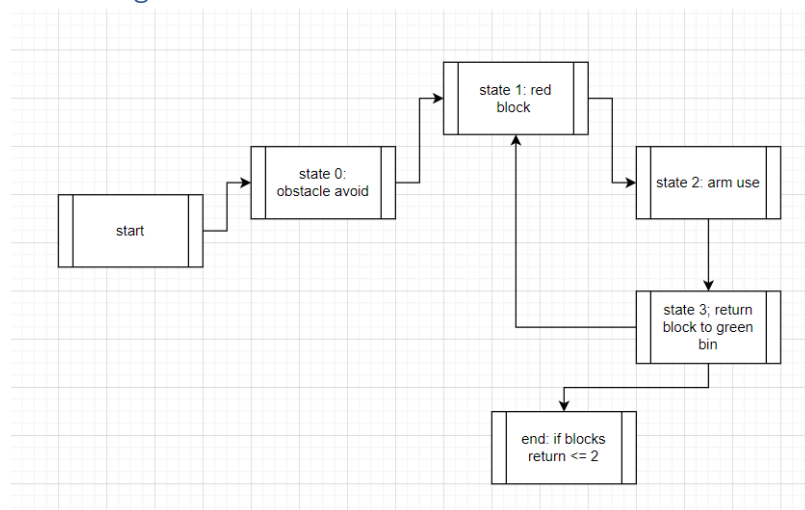 start
state 0:
obstacle avoid
state 1: red
block
state 2: arm use
state 3; return
block to green
bin
end: if blocks
return <= 2